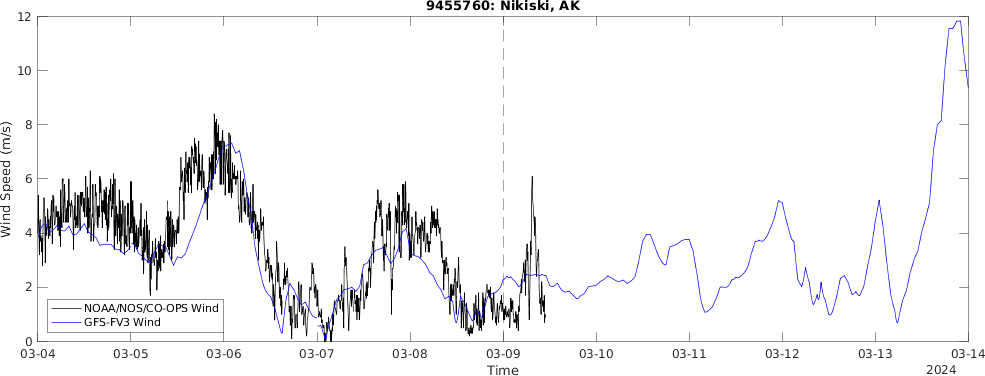 9455760: Nikiski, AK
Wind Speed (m/s)
12
10
8
6
4
2
0
NOAA/NOS/CO-OPS Wind
GFS-FV3 Wind
03-04 03-05 03-06 03-07 03-08 03-09 03-10 03-11 03-12 03-13 03-14
Time
2024